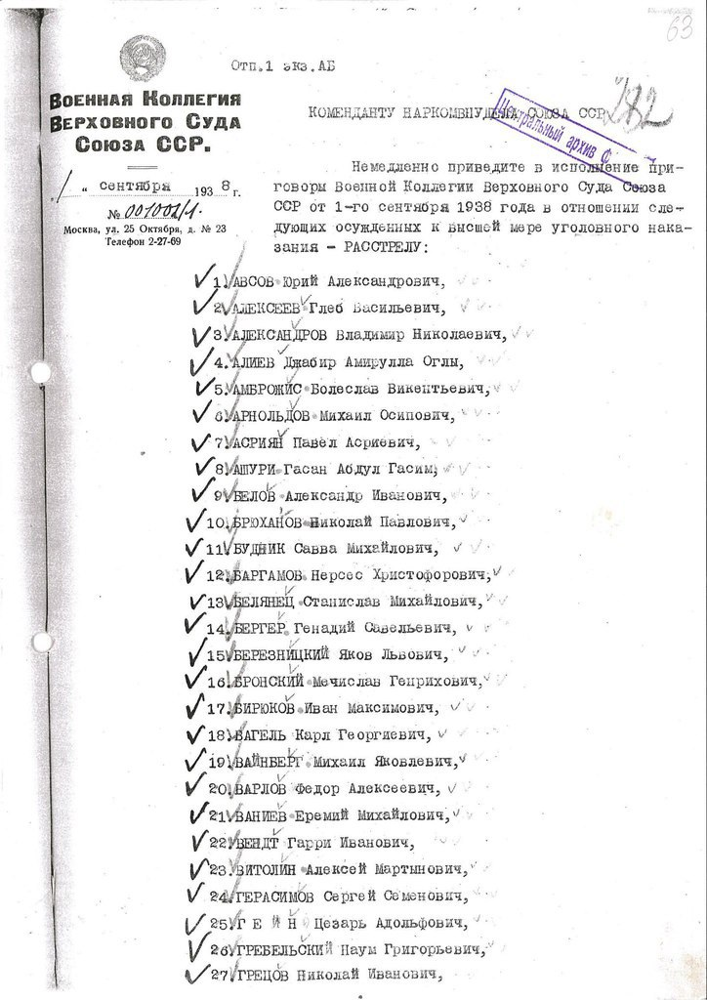 63
Отп.1 экз.АБ
282
ВОЕННАЯ КОЛЛЕГИЯ
ВЕРХОВНОГО СУДА
СОЮЗА ССР.
КОМЕНДАНТУ НАРКОМВНУДЕЛА СОЮЗА ССР
Центральный архив Ф
1 " сентября 1938 г.
№ 001002/1.
Москва, ул. 25 Октября, д. № 23
Телефон 2-27-69
Немедленно приведите в исполнение при-
говоры Военной Коллегии Верховного Суда Союза
ССР от 1-го сентября 1938 года в отношении сле-
дующих осужденных к высшей мере уголовного нака-
зания - РАССТРЕЛУ:
1. АВСОВ Юрий Александрович,
2. АЛЕКСЕЕВ Глеб Васильевич,
3. АЛЕКСАНДРОВ Владимир Николаевич,
4. АЛИЕВ Джабир Амирулла Оглы,
5. АМБРОЖИС Болеслав Викентьевич,
6. АРНОЛЬДОВ Михаил Осипович,
7. АСРИЯН Павел Асриевич,
8. АШУРИ Гасан Абдул Гасим,
9. БЕЛОВ Александр Иванович,
10. БРЮХАНОВ Николай Павлович,
11. БУДНИК Савва Михайлович,
12. БАРГАМОВ Нерсес Христофорович,
13. БЕЛЯНЕЦ Станислав Михайлович,
14. БЕРГЕР Генадий Савельевич,
15. БЕРЕЗНИЦКИЙ Яков Львович,
16. БРОНСКИЙ Мечислав Генрихович,
17. БИРЮКОВ Иван Максимович,
18. ВАГЕЛЬ Карл Георгиевич,
19. ВАЙНБЕРГ Михаил Яковлевич,
20. ВАРЛОВ Федор Алексеевич,
21. ВАНИЕВ Еремий Михайлович,
22. ВЕНДТ Гарри Иванович,
23. ВИТОЛИН Алексей Мартынович,
24. ГЕРАСИМОВ Сергей Семенович,
25. Г Е Й Н Цезарь Адольфович,
26. ГРЕБЕЛЬСКИЙ Наум Григорьевич,
27. ГРЕЦОВ Николай Иванович,